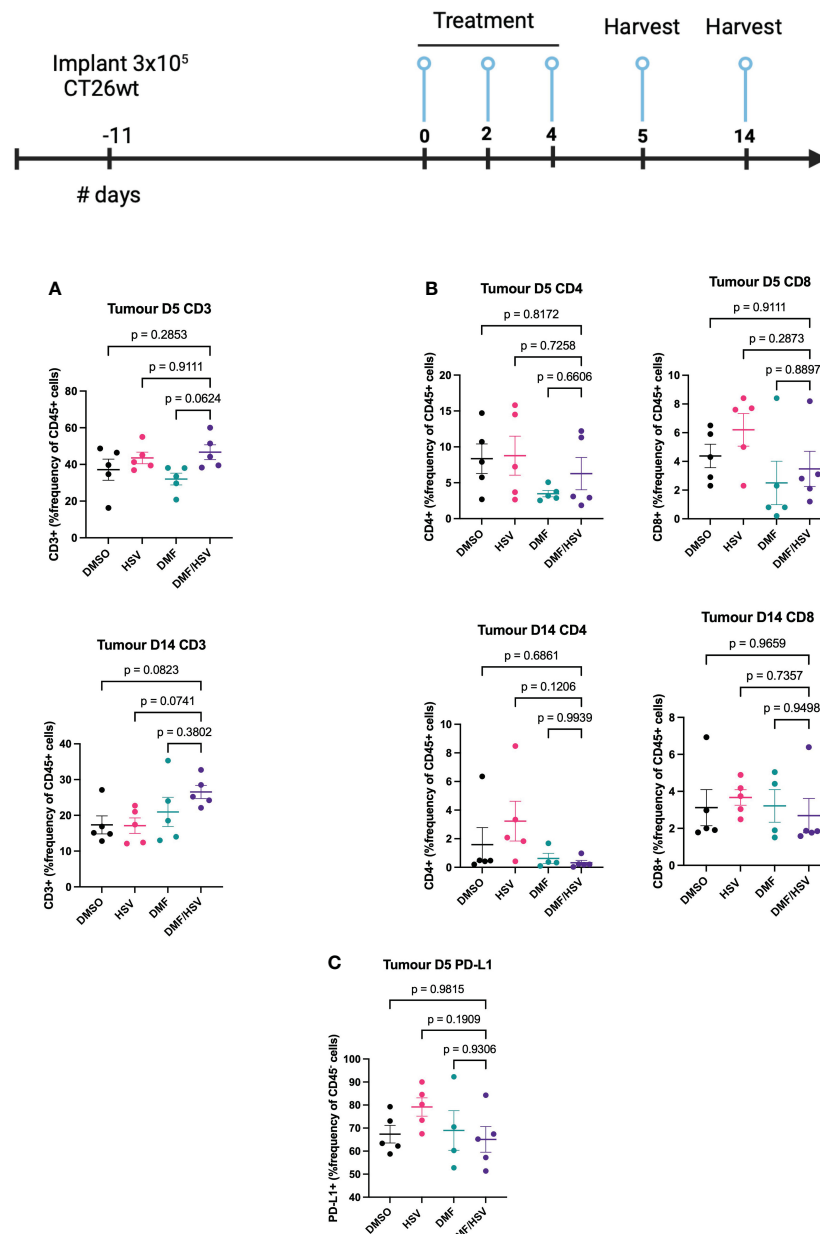 Treatment
Harvest
Harvest
Implant 3x10⁵
CT26wt
-11
0
2
4
5
14
# days
A
Tumour D5 CD3
p = 0.2853
p = 0.9111
p = 0.0624
CD3+ (%frequency of CD45+ cells)
80
60
40
20
0
DMSO
HSV
DMF
DMF/HSV
B
Tumour D5 CD4
p = 0.8172
p = 0.7258
p = 0.6606
CD4+ (%frequency of CD45+ cells)
20
15
10
5
0
DMSO
HSV
DMF
DMF/HSV
Tumour D5 CD8
p = 0.9111
p = 0.2873
p = 0.8897
CD8+ (%frequency of CD45+ cells)
10
8
6
4
2
0
DMSO
HSV
DMF
DMF/HSV
Tumour D14 CD3
p = 0.0823
p = 0.0741
p = 0.3802
CD3+ (%frequency of CD45+ cells)
40
30
20
10
0
DMSO
HSV
DMF
DMF/HSV
Tumour D14 CD4
p = 0.6861
p = 0.1206
p = 0.9939
CD4+ (%frequency of CD45+ cells)
10
8
6
4
2
0
DMSO
HSV
DMF
DMF/HSV
Tumour D14 CD8
p = 0.9659
p = 0.7357
p = 0.9498
CD8+ (%frequency of CD45+ cells)
8
6
4
2
0
DMSO
HSV
DMF
DMF/HSV
C
Tumour D5 PD-L1
p = 0.9815
p = 0.1909
p = 0.9306
PD-L1+ (%frequency of CD45⁻ cells)
100
90
80
70
60
50
40
DMSO
HSV
DMF
MF/HSV